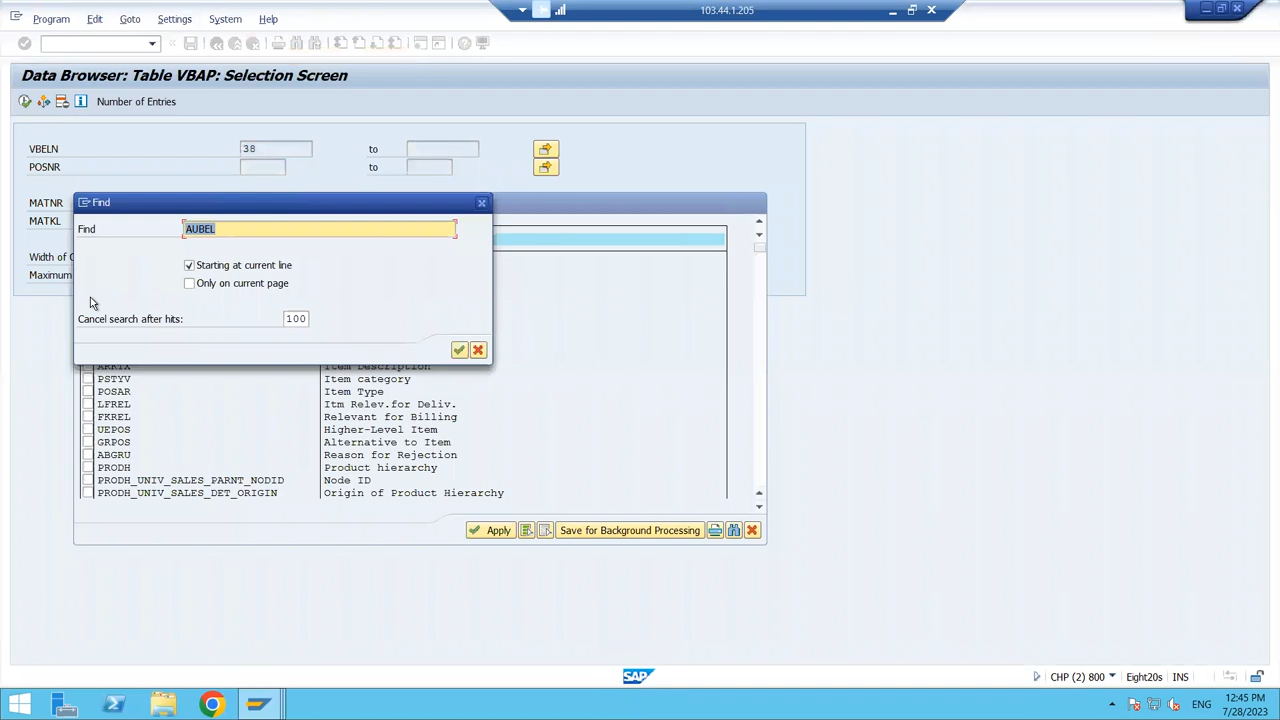 103.44.1.205
Program Edit Goto Settings System Help
Data Browser: Table VBAP: Selection Screen
Number of Entries
VBELN 38 to
POSNR to
MATNR
MATKL
Width of
Maximum
Find
Find AUBEL
Starting at current line
Only on current page
Cancel search after hits: 100
Item Description
PSTYV Item category
POSAR Item Type
LFREL Itm Relev.for Deliv.
FKREL Relevant for Billing
UEPOS Higher-Level Item
GRPOS Alternative to Item
ABGRU Reason for Rejection
PRODH Product hierarchy
PRODH_UNIV_SALES_PARNT_NODID Node ID
PRODH_UNIV_SALES_DET_ORIGIN Origin of Product Hierarchy
Apply Save for Background Processing
SAP CHP (2) 800 Eight20s INS
ENG 12:45 PM
7/28/2023